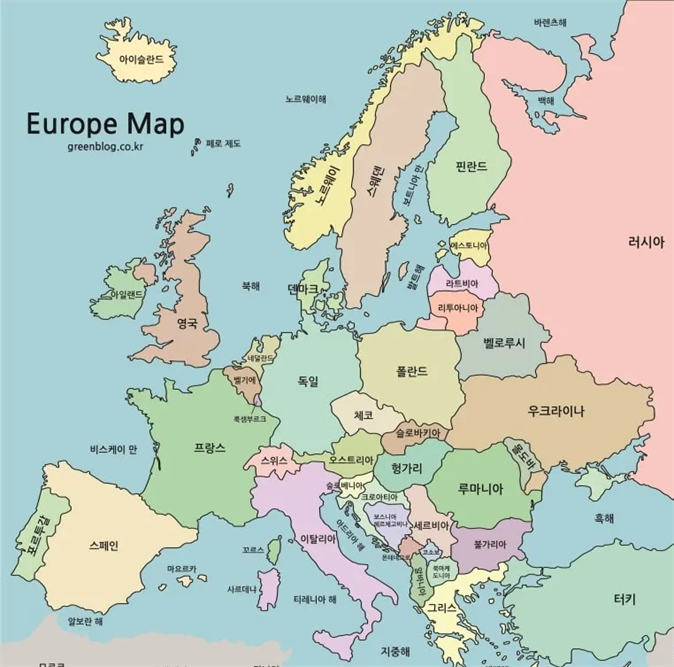 바렌츠해
아이슬란드
노르웨이해
백해
Europe Map
greenblog.co.kr
페로 제도
핀란드
노르웨이
스웨덴
보트니아 만
러시아
에스토니아
발트해
라트비아
북해
덴마크
아일랜드
리투아니아
영국
벨로루시
네덜란드
폴란드
독일
벨기에
룩셈부르크
체코
우크라이나
슬로바키아
비스케이 만
프랑스
스위스
오스트리아
헝가리
몰도바
슬로베니아
루마니아
크로아티아
포르투갈
스페인
보스니아
헤르체고비나
세르비아
흑해
아드리아 해
이탈리아
불가리아
코르스
몬테네그로
코소보
마요르카
알바니아
북마케
도니아
사르데냐
티레니아 해
그리스
터키
알보란 해
지중해